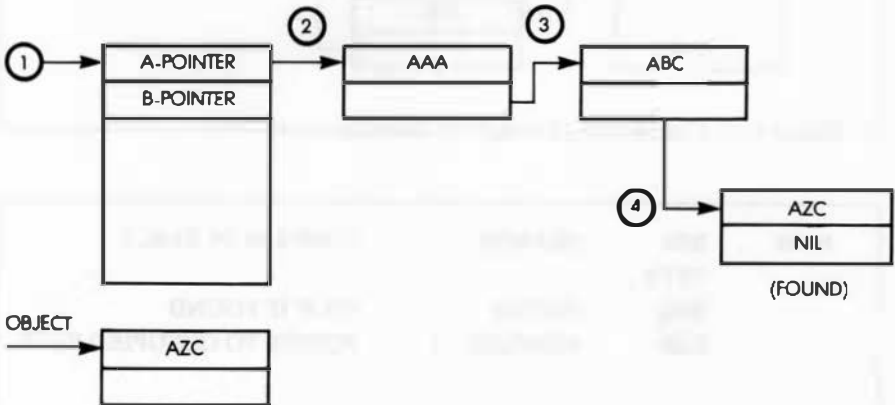 2
3
1
A-POINTER
AAA
ABC
B-POINTER
4
AZC
NIL
(FOUND)
OBJECT
AZC